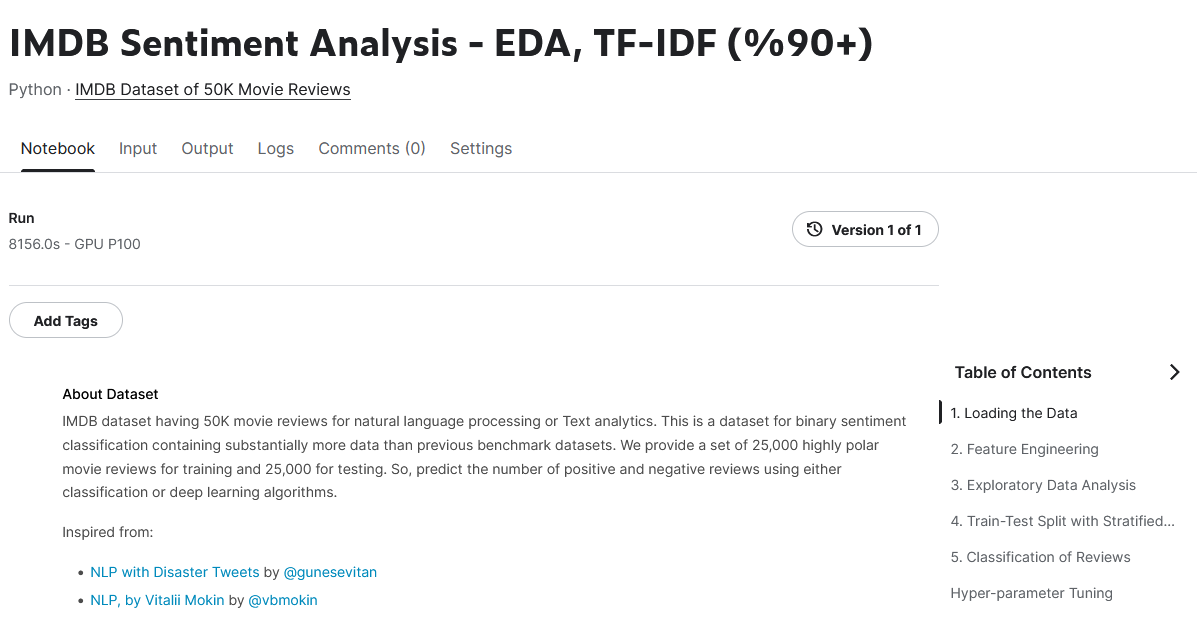 IMDB Sentiment Analysis - EDA, TF-IDF (%90+)
Python · IMDB Dataset of 50K Movie Reviews
Notebook Input Output Logs Comments (0) Settings
Run
8156.0s - GPU P100
Version 1 of 1
Add Tags
About Dataset
IMDB dataset having 50K movie reviews for natural language processing or Text analytics. This is a dataset for binary sentiment
classification containing substantially more data than previous benchmark datasets. We provide a set of 25,000 highly polar
movie reviews for training and 25,000 for testing. So, predict the number of positive and negative reviews using either
classification or deep learning algorithms.
Inspired from:
• NLP with Disaster Tweets by @gunesevitan
• NLP, by Vitalii Mokin by @vbmokin
Table of Contents
1. Loading the Data
2. Feature Engineering
3. Exploratory Data Analysis
4. Train-Test Split with Stratified...
5. Classification of Reviews
Hyper-parameter Tuning